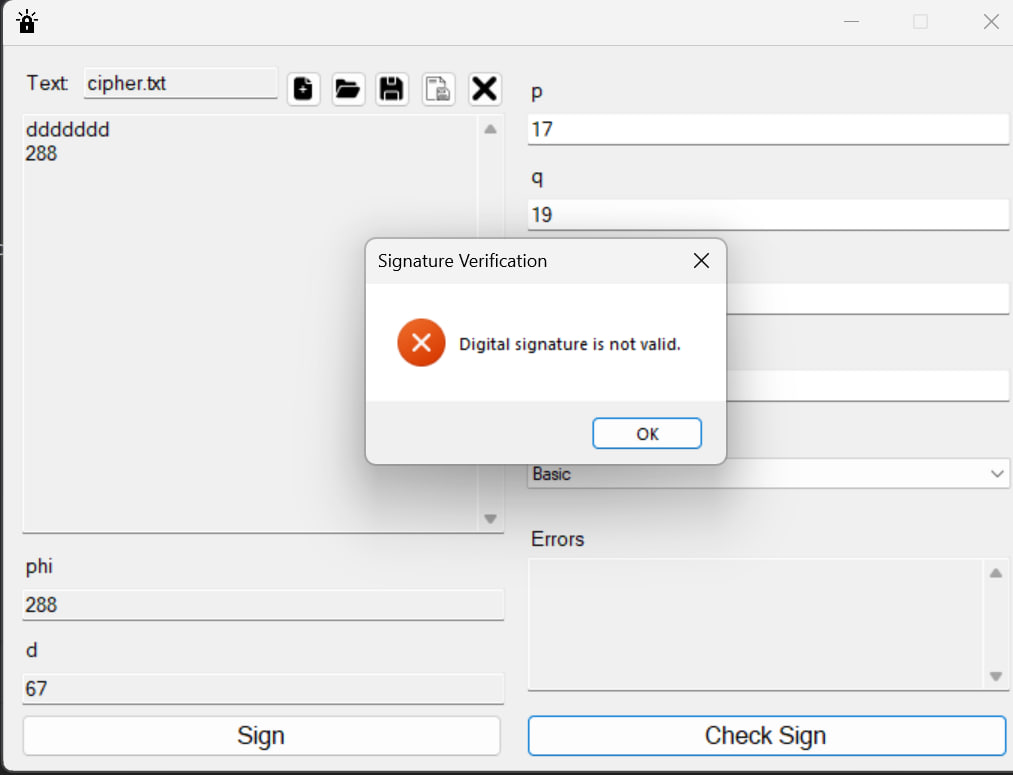 Text: cipher.txt
ddddddd
288
p
17
q
19
Signature Verification
Digital signature is not valid.
OK
Basic
Errors
phi
288
d
67
Sign
Check Sign